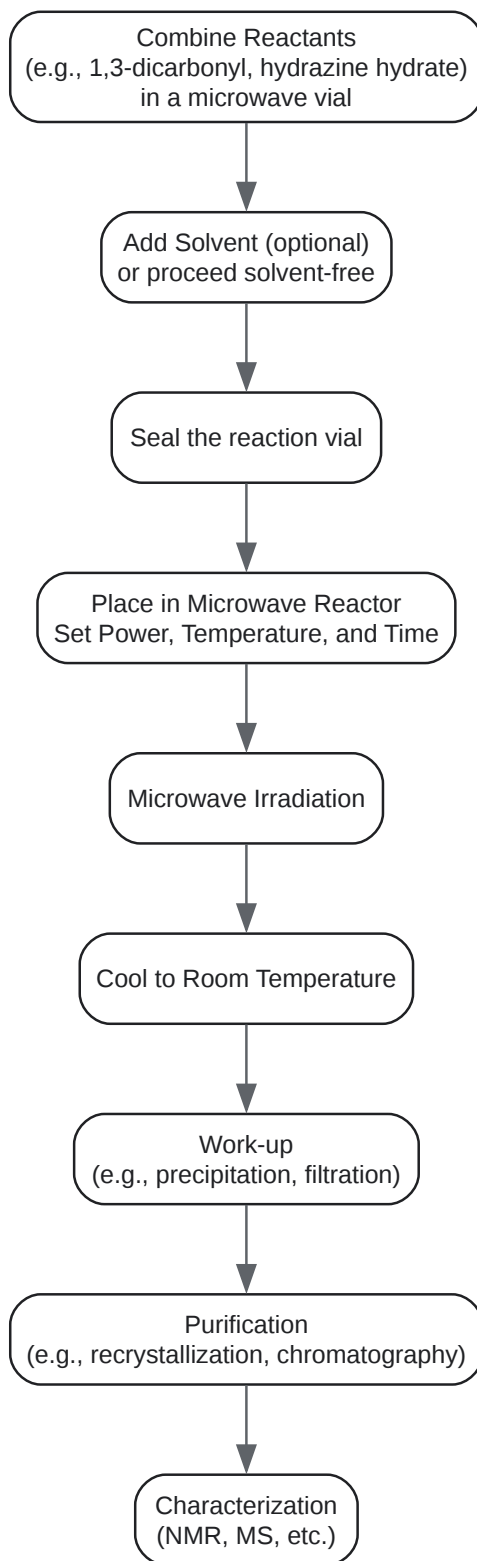 Combine Reactants
(e.g., 1,3-dicarbonyl, hydrazine hydrate)
in a microwave vial
Add Solvent (optional)
or proceed solvent-free
Seal the reaction vial
Place in Microwave Reactor
Set Power, Temperature, and Time
Microwave Irradiation
Cool to Room Temperature
Work-up
(e.g., precipitation, filtration)
Purification
(e.g., recrystallization, chromatography)
Characterization
(NMR, MS, etc.)